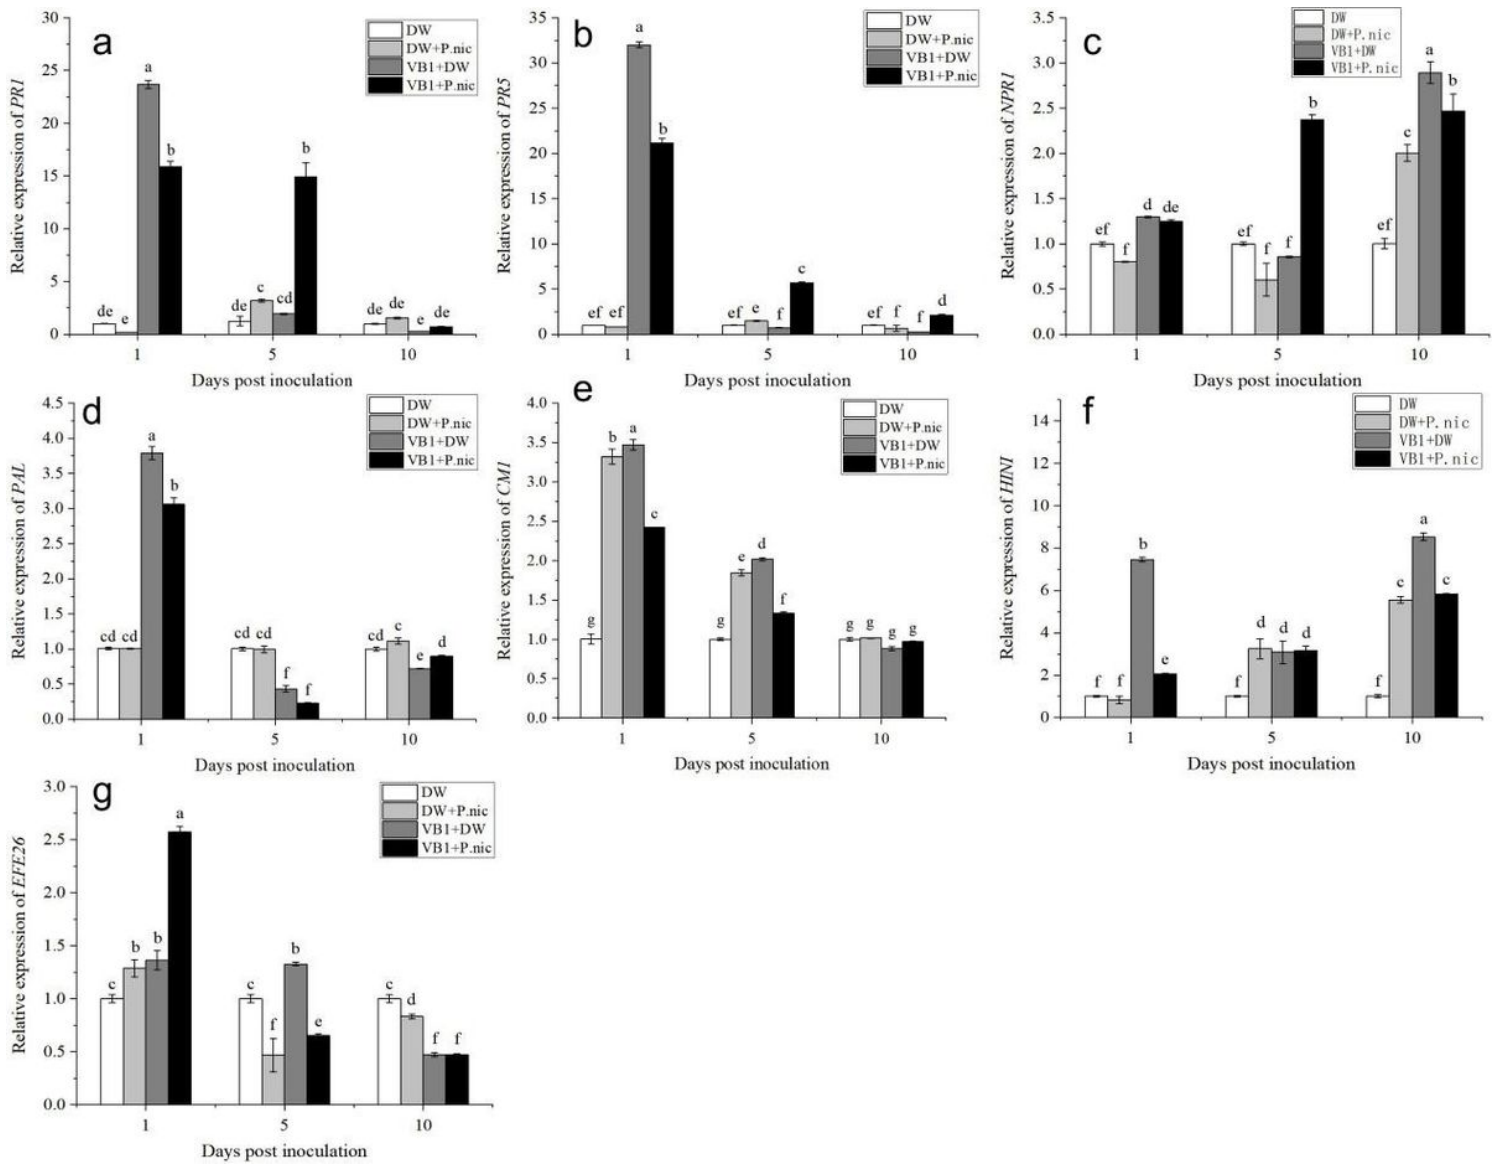 a
Relative expression of PR1
30
25
20
15
10
5
0
DW
DW+P.nic
VB1+DW
VB1+P.nic
de
e
a
b
de
c
cd
b
de
de
e
de
1
5
10
Days post inoculation
b
Relative expression of PR5
35
30
25
20
15
10
5
0
DW
DW+P.nic
VB1+DW
VB1+P.nic
ef
ef
a
b
ef
e
f
c
ef
f
f
d
1
5
10
Days post inoculation
c
Relative expression of NPR1
3.5
3.0
2.5
2.0
1.5
1.0
0.5
0.0
DW
DW+P.nic
VB1+DW
VB1+P.nic
ef
f
d
de
ef
f
f
b
ef
c
a
b
1
5
10
Days post inoculation
d
Relative expression of PAL
4.5
4.0
3.5
3.0
2.5
2.0
1.5
1.0
0.5
0.0
DW
DW+P.nic
VB1+DW
VB1+P.nic
cd
cd
a
b
cd
cd
f
f
cd
c
e
d
1
5
10
Days post inoculation
e
Relative expression of CM1
4.0
3.5
3.0
2.5
2.0
1.5
1.0
0.5
0.0
DW
DW+P.nic
VB1+DW
VB1+P.nic
g
b
a
c
g
e
d
f
g
g
g
g
1
5
10
Days post inoculation
f
Relative expression of HIN1
14
12
10
8
6
4
2
0
DW
DW+P.nic
VB1+DW
VB1+P.nic
f
f
b
e
f
d
d
d
f
c
a
c
1
5
10
Days post inoculation
g
Relative expression of EFE26
3.0
2.5
2.0
1.5
1.0
0.5
0.0
DW
DW+P.nic
VB1+DW
VB1+P.nic
c
b
b
a
c
f
b
e
c
d
f
f
1
5
10
Days post inoculation